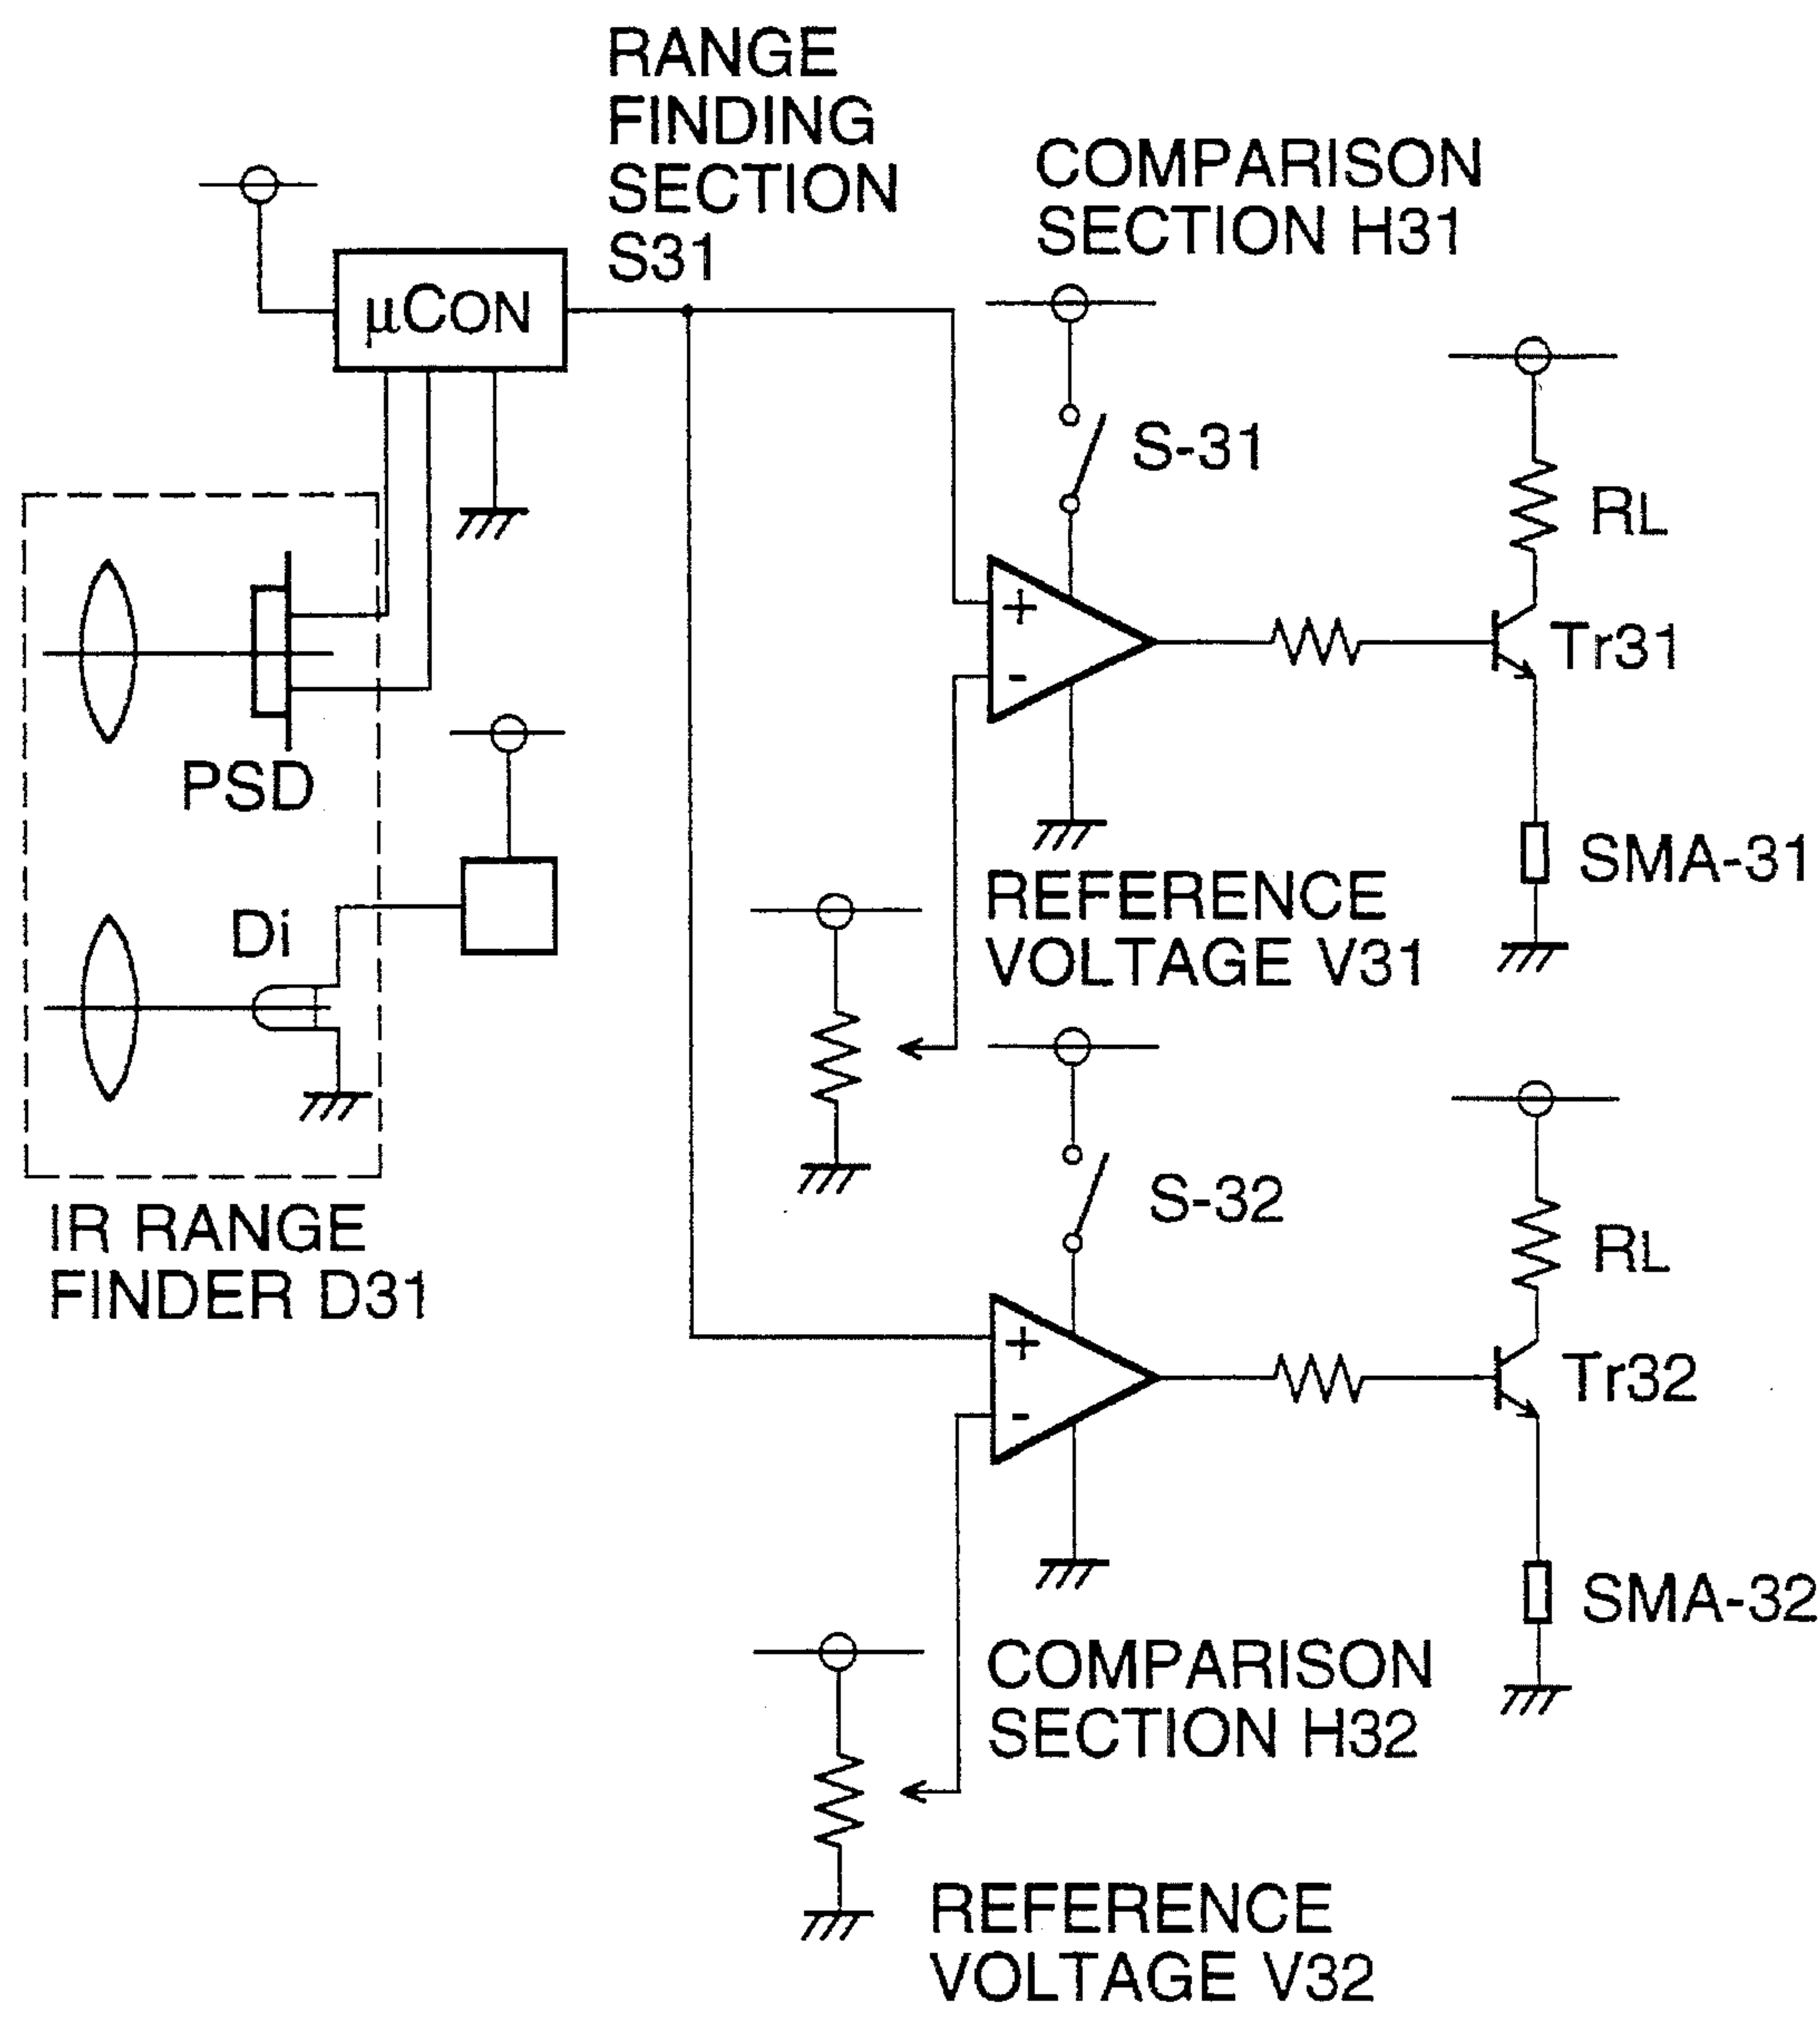 RANGE
FINDING
SECTION
S31
COMPARISON
SECTION H31
μCON
S-31
RL
+
-
Tr31
PSD
SMA-31
REFERENCE
VOLTAGE V31
Di
S-32
RL
IR RANGE
FINDER D31
+
-
Tr32
SMA-32
COMPARISON
SECTION H32
REFERENCE
VOLTAGE V32